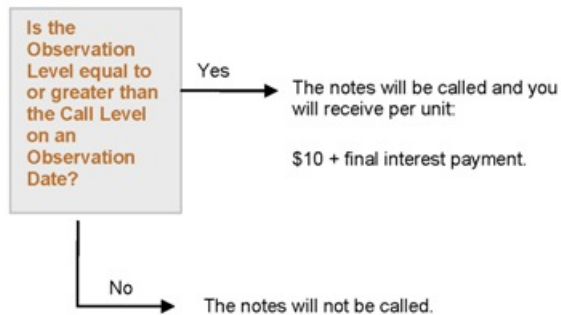 Is the
Observation
Level equal to
or greater than
the Call Level
on an
Observation
Date?
Yes
The notes will be called and you
will receive per unit:
$10 + final interest payment.
No
The notes will not be called.